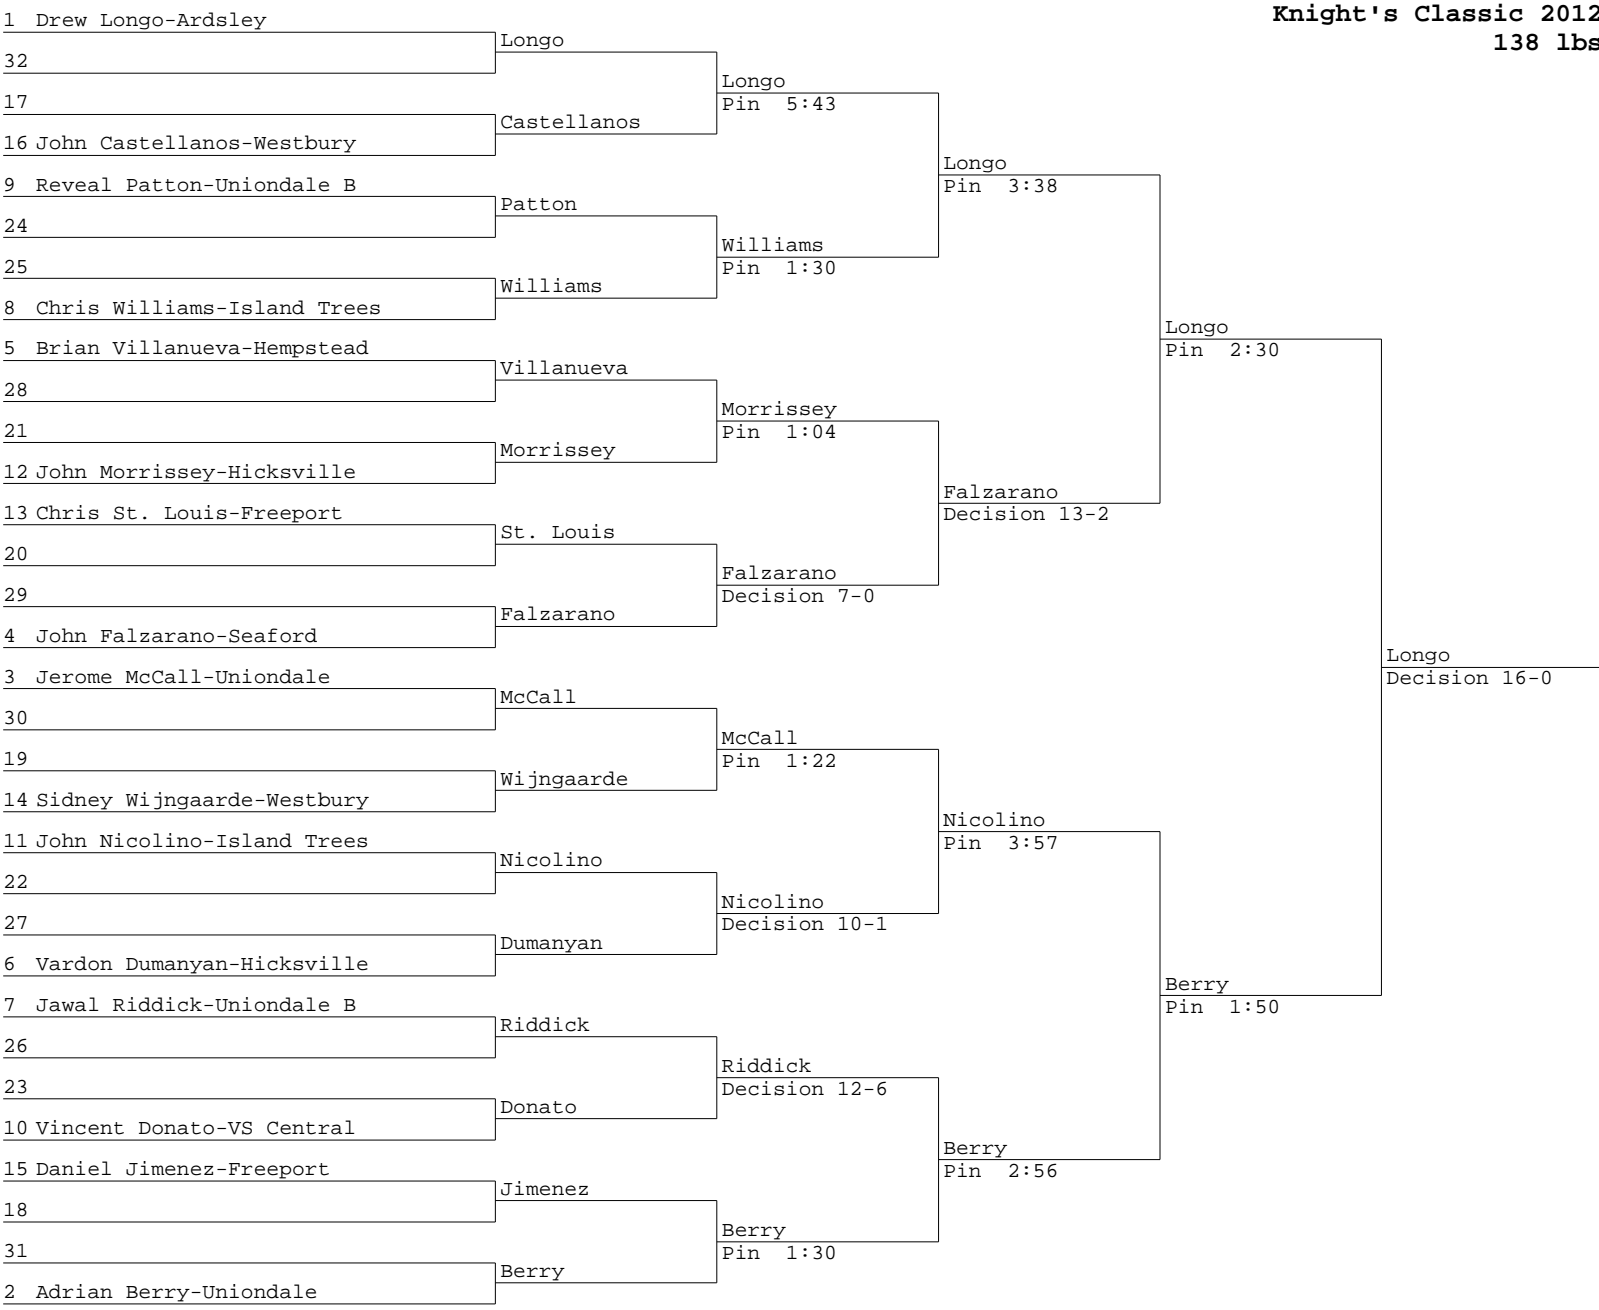 Knight's Classic 2012
138 lbs
1 Drew Longo-Ardsley
32
17
16 John Castellanos-Westbury
9 Reveal Patton-Uniondale B
24
25
8 Chris Williams-Island Trees
5 Brian Villanueva-Hempstead
28
21
12 John Morrissey-Hicksville
13 Chris St. Louis-Freeport
20
29
4 John Falzarano-Seaford
3 Jerome McCall-Uniondale
30
19
14 Sidney Wijngaarde-Westbury
11 John Nicolino-Island Trees
22
27
6 Vardon Dumanyan-Hicksville
7 Jawal Riddick-Uniondale B
26
23
10 Vincent Donato-VS Central
15 Daniel Jimenez-Freeport
18
31
2 Adrian Berry-Uniondale
Longo
Castellanos
Patton
Williams
Villanueva
Morrissey
St. Louis
Falzarano
McCall
Wijngaarde
Nicolino
Dumanyan
Riddick
Donato
Jimenez
Berry
Longo
Pin 5:43
Williams
Pin 1:30
Morrissey
Pin 1:04
Falzarano
Decision 7-0
McCall
Pin 1:22
Nicolino
Decision 10-1
Riddick
Decision 12-6
Berry
Pin 1:30
Longo
Pin 3:38
Falzarano
Decision 13-2
Nicolino
Pin 3:57
Berry
Pin 2:56
Longo
Pin 2:30
Berry
Pin 1:50
Longo
Decision 16-0